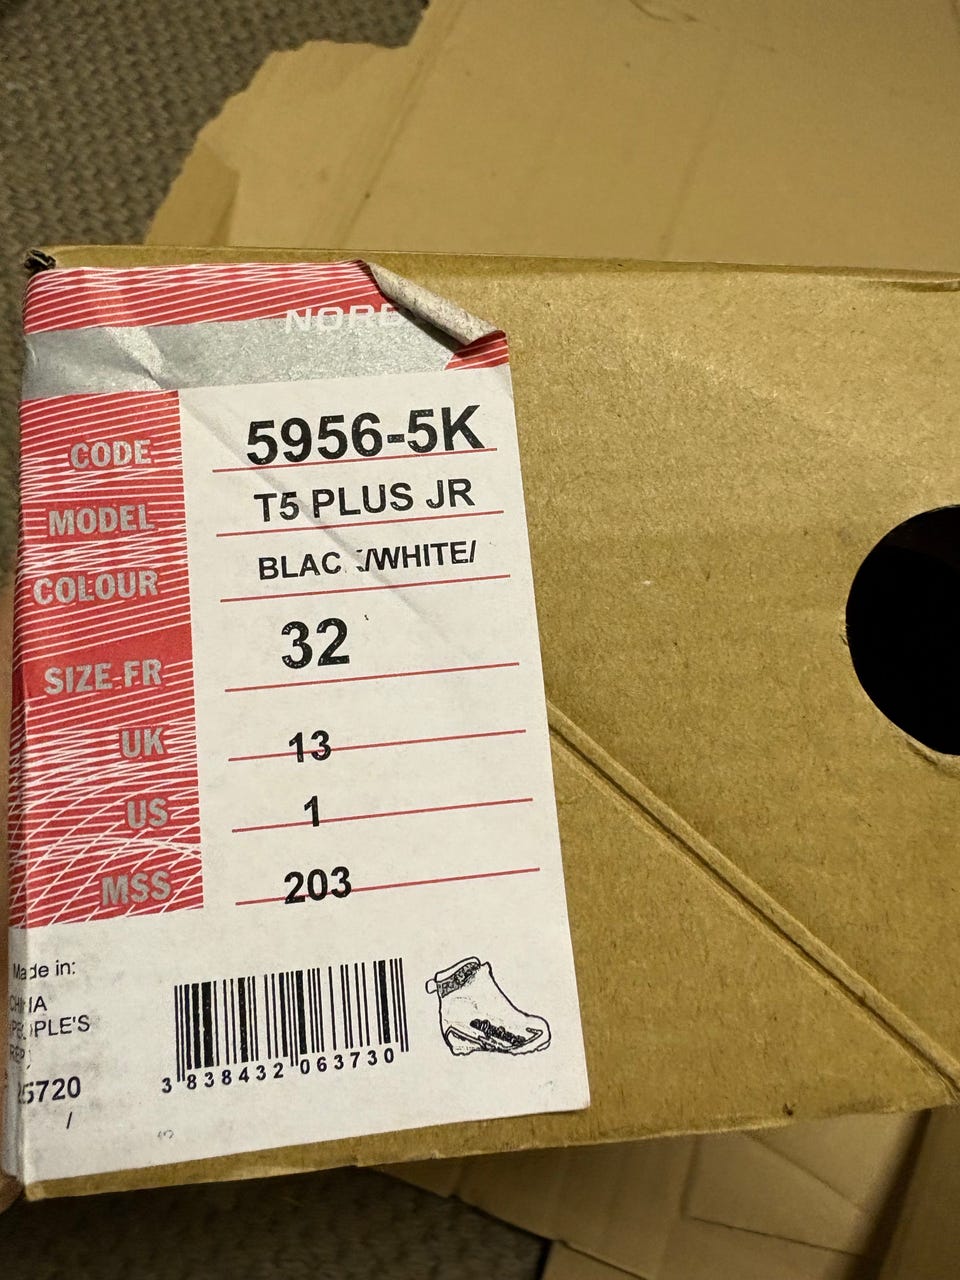 CODE 5956-5K
MODEL T5 PLUS JR
COLOUR BLAC /WHITE/
SIZE-FR 32
UK 13
US 1
MSS 203
Made in:
3 838432 063730